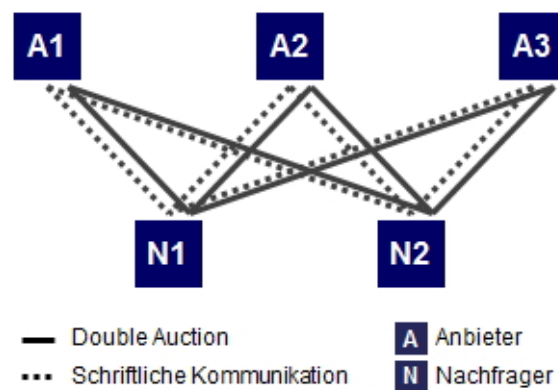 A1 A2 A3
N1 N2
Double Auction A Anbieter
Schriftliche Kommunikation N Nachfrager